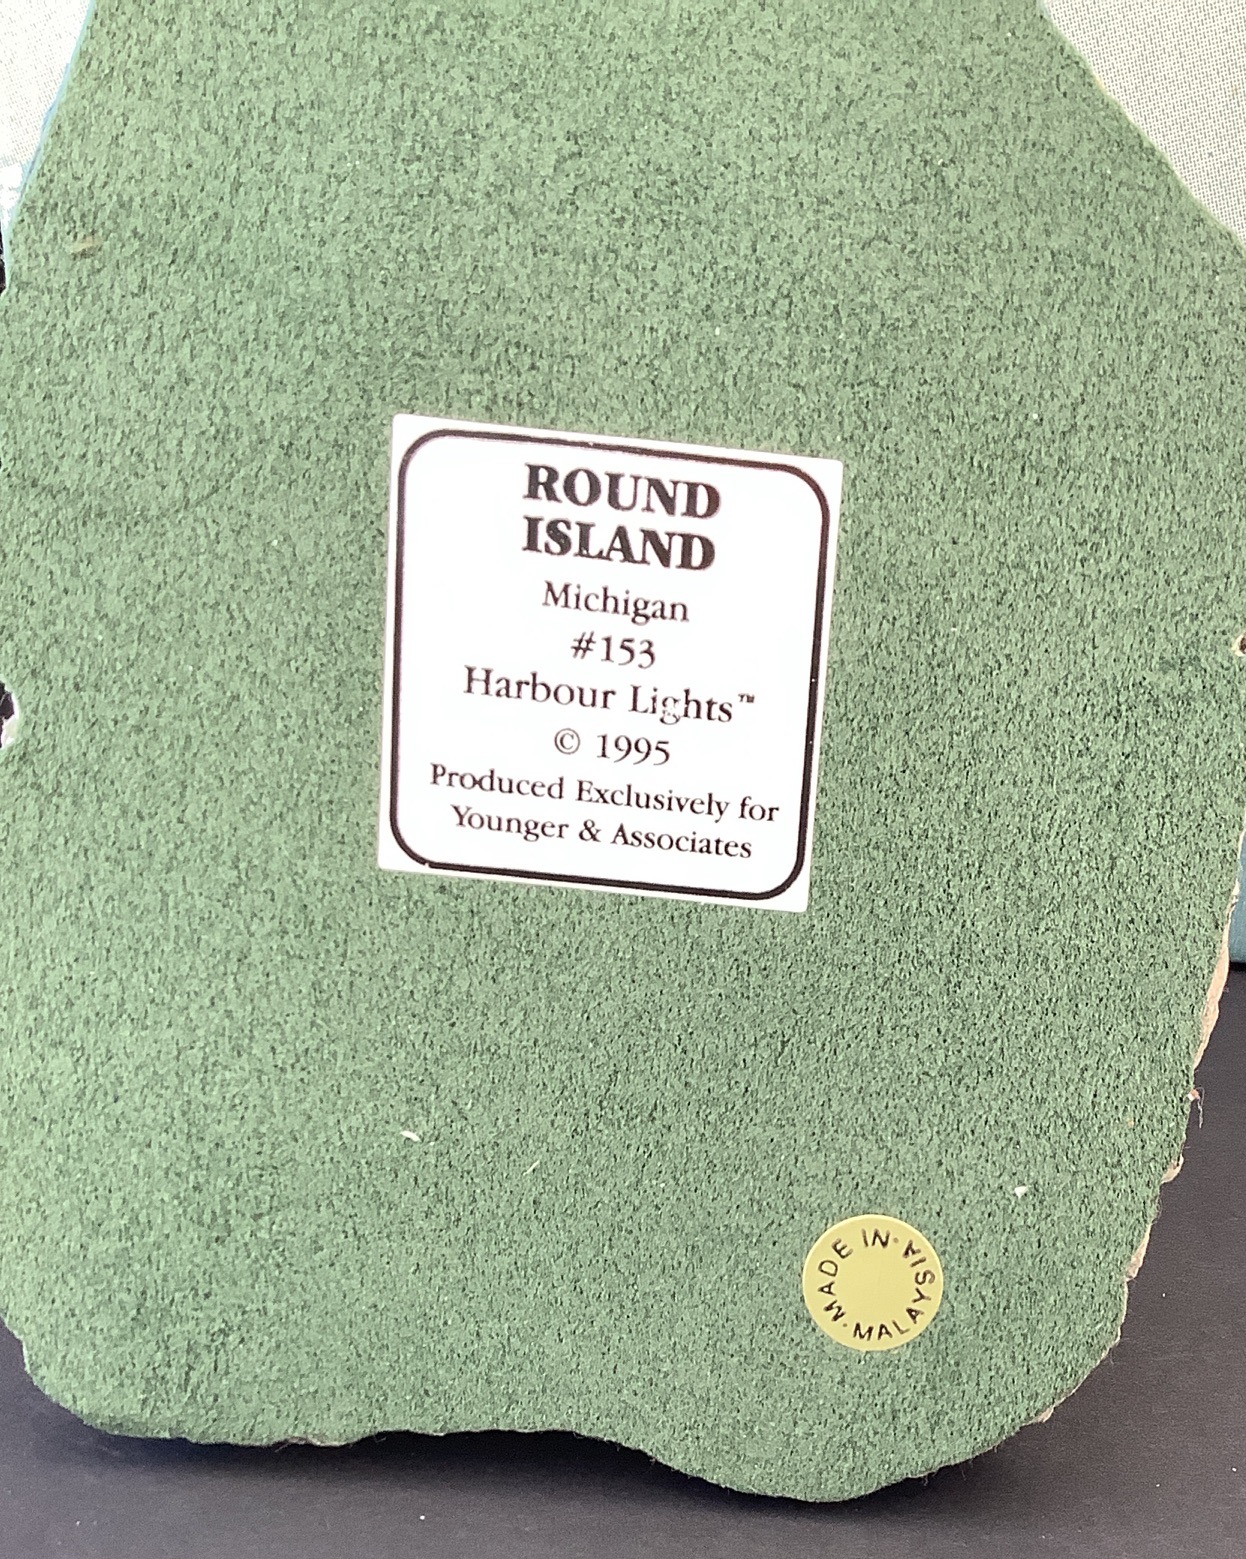 ROUND
ISLAND
Michigan
#153
Harbour Lights™
© 1995
Produced Exclusively for
Younger & Associates
MADE IN · MALAYSIA ·